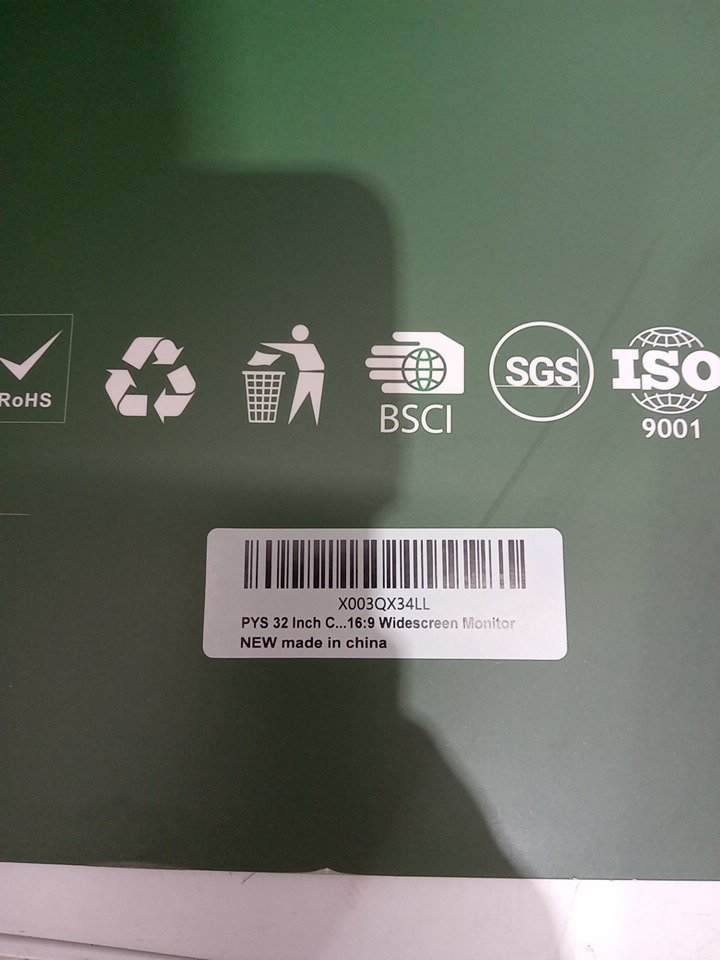 RoHS
BSCI
SGS
ISO
9001
X003QX34LL
PYS 32 Inch C...16:9 Widescreen Monitor
NEW made in china